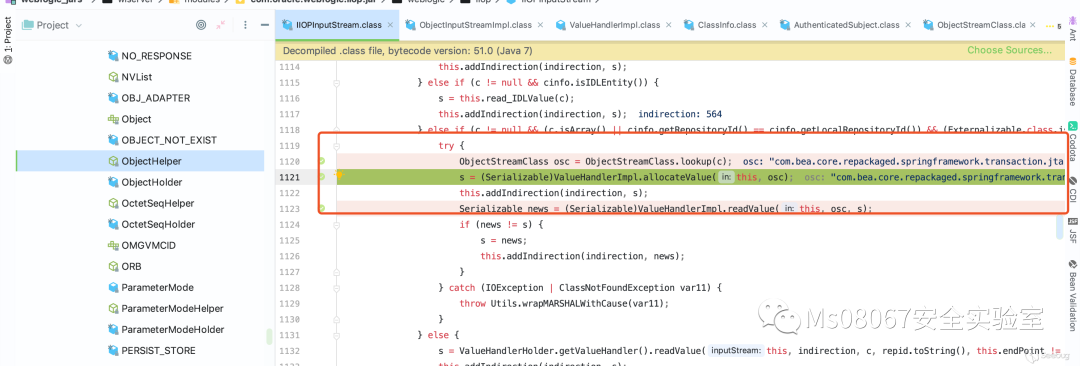 weblogic_jars wlserver modules com.oracle.weblogic.iiop.jar weblogic iiop IIOPInputStream
Project
IIOPInputStream.class ObjectInputStreamImpl.class ValueHandlerImpl.class ClassInfo.class AuthenticatedSubject.class ObjectStreamClass.cla
Decompiled .class file, bytecode version: 51.0 (Java 7) Choose Sources...
1: Project
NO_RESPONSE
NVList
OBJ_ADAPTER
Object
OBJECT_NOT_EXIST
ObjectHelper
ObjectHolder
OctetSeqHelper
OctetSeqHolder
OMGVMCID
ORB
ParameterMode
ParameterModeHelper
ParameterModeHolder
PERSIST_STORE
1114 this.addIndirection(indirection, s);
1115 } else if (c != null && cinfo.isIDLEntity()) {
1116 s = this.read_IDLValue(c);
1117 this.addIndirection(indirection, s); indirection: 564
1118 } else if (c != null && (c.isArray() || cinfo.getRepositoryId() == cinfo.getLocalRepositoryId()) && (Externalizable.class.i
1119 try {
1120 ObjectStreamClass osc = ObjectStreamClass.lookup(c); osc: "com.bea.core.repackaged.springframework.transaction.jta
1121 s = (Serializable)ValueHandlerImpl.allocateValue( in: this, osc); osc: "com.bea.core.repackaged.springframework.tran
1122 this.addIndirection(indirection, s);
1123 Serializable news = (Serializable)ValueHandlerImpl.readValue( in: this, osc, s);
1124 if (news != s) {
1125 s = news;
1126 this.addIndirection(indirection, news);
1127 }
1128 } catch (IOException | ClassNotFoundException var11) {
1129 throw Utils.wrapMARSHALWithCause(var11);
1130 }
1131 } else {
1132 s = ValueHandlerHolder.getValueHandler().readValue( inputStream: this, indirection, c, repid.toString(), this.endPoint !=
1133 this.addIndirection(indirection, s);
Ant
Database
Codota
CDI
JSF
Bean Validation
Ms08067安全实验室